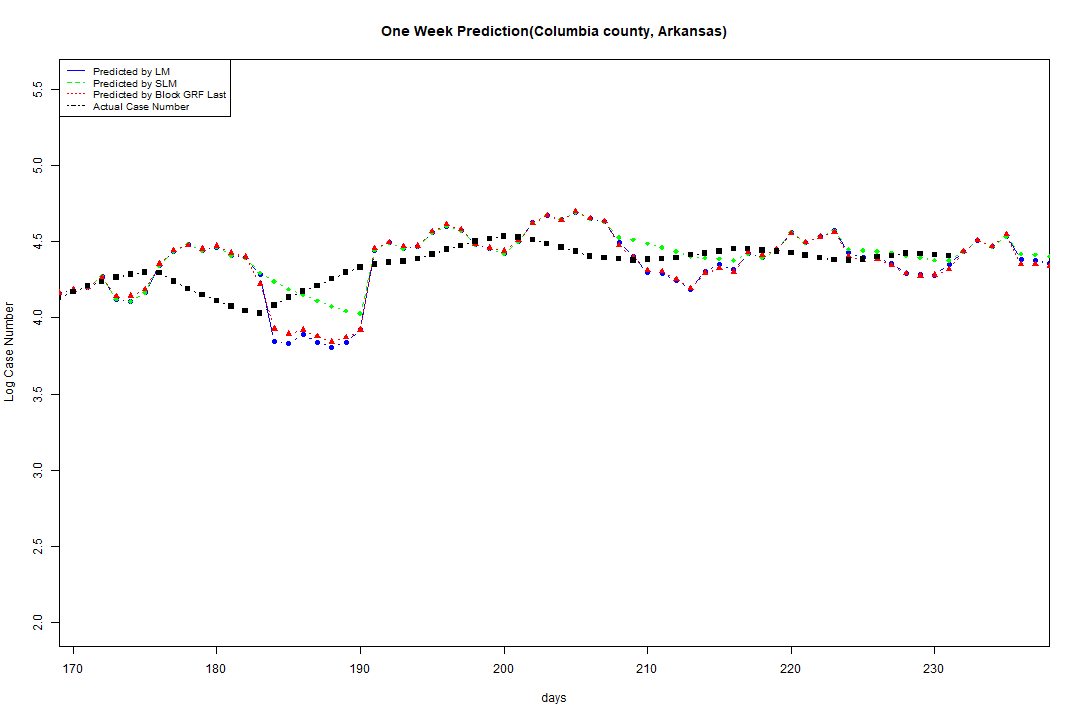 One Week Prediction(Columbia county, Arkansas)
Predicted by LM
Predicted by SLM
Predicted by Block GRF Last
Actual Case Number
5.5
5.0
4.5
4.0
3.5
3.0
2.5
2.0
Log Case Number
170 180 190 200 210 220 230
days